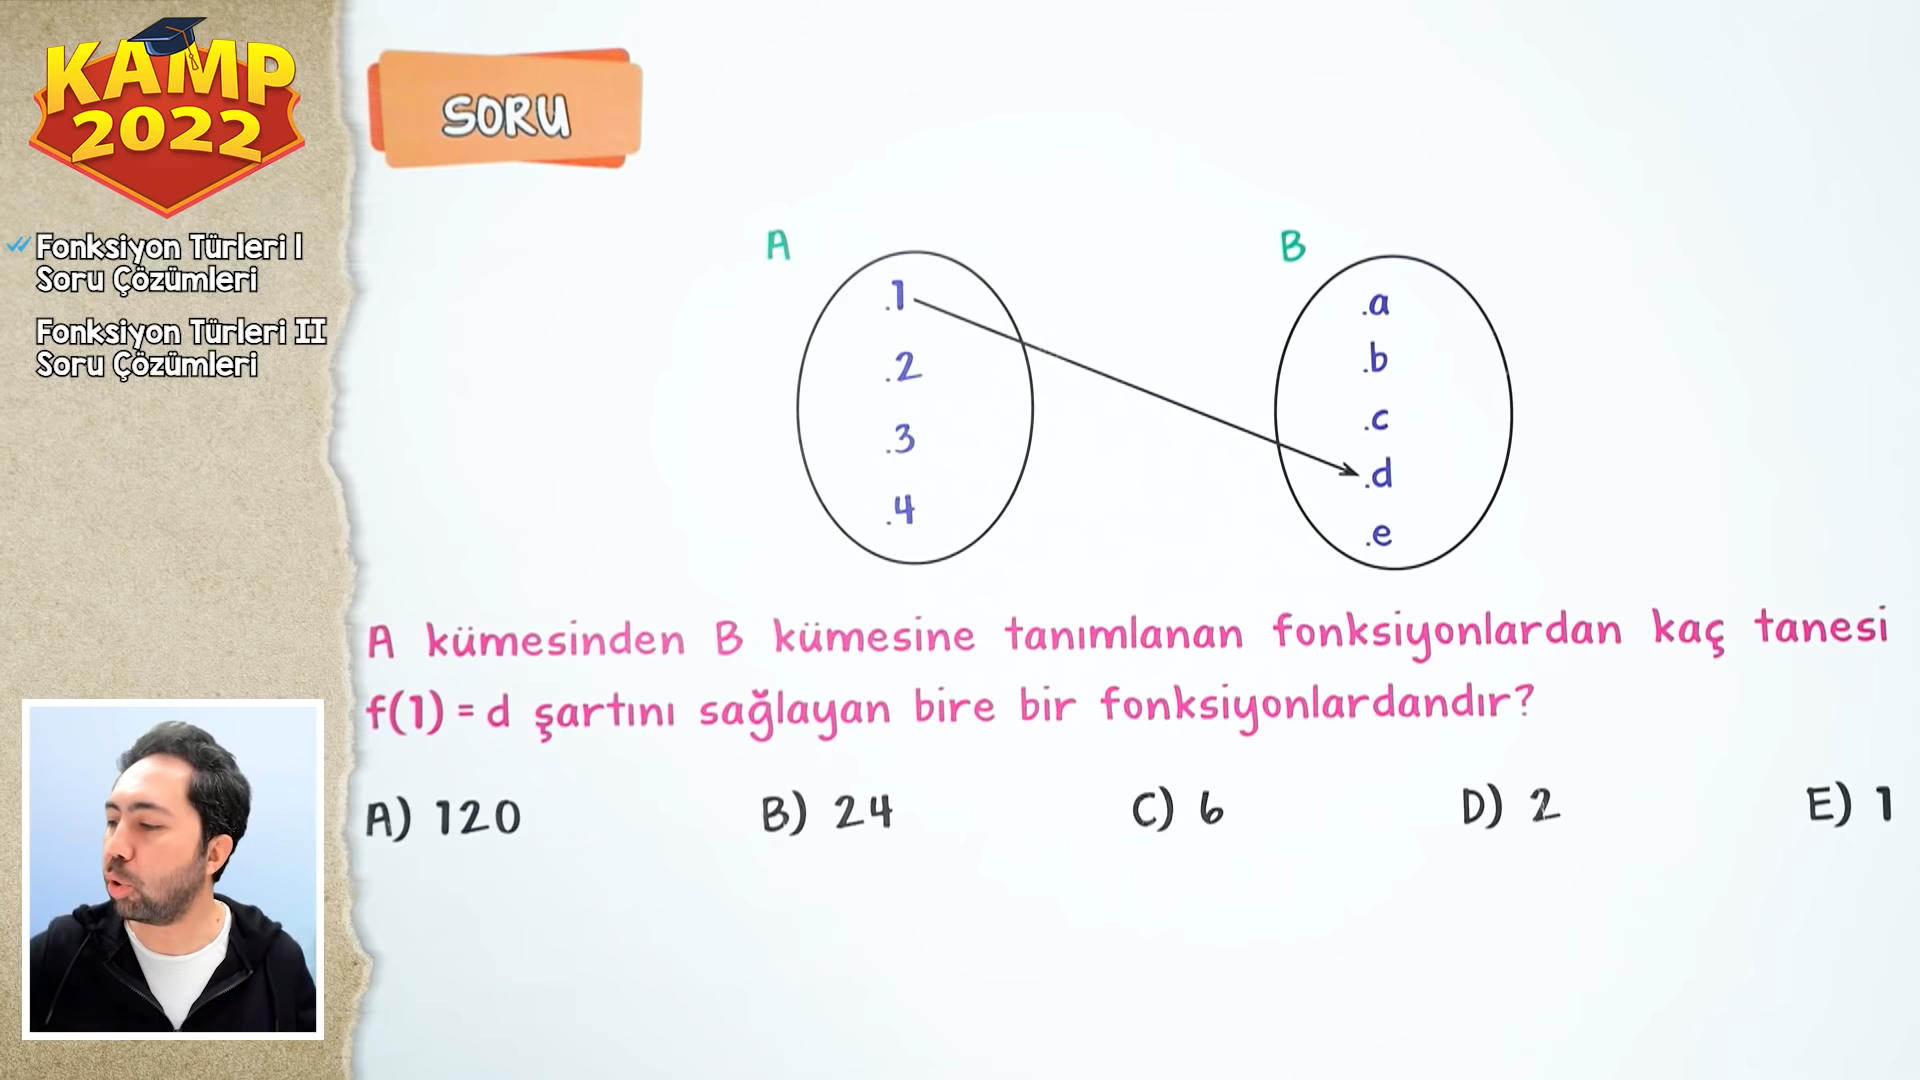 KAMP
2022
Fonksiyon Türleri I
Soru Çözümleri
Fonksiyon Türleri II
Soru Çözümleri
SORU
A
B
.1
.2
.3
.4
.a
.b
.c
.d
.e
A kümesinden B kümesine tanımlanan fonksiyonlardan kaç tanesi
f(1) = d şartını sağlayan bire bir fonksiyonlardandır?
A) 120 B) 24 C) 6 D) 2 E) 1